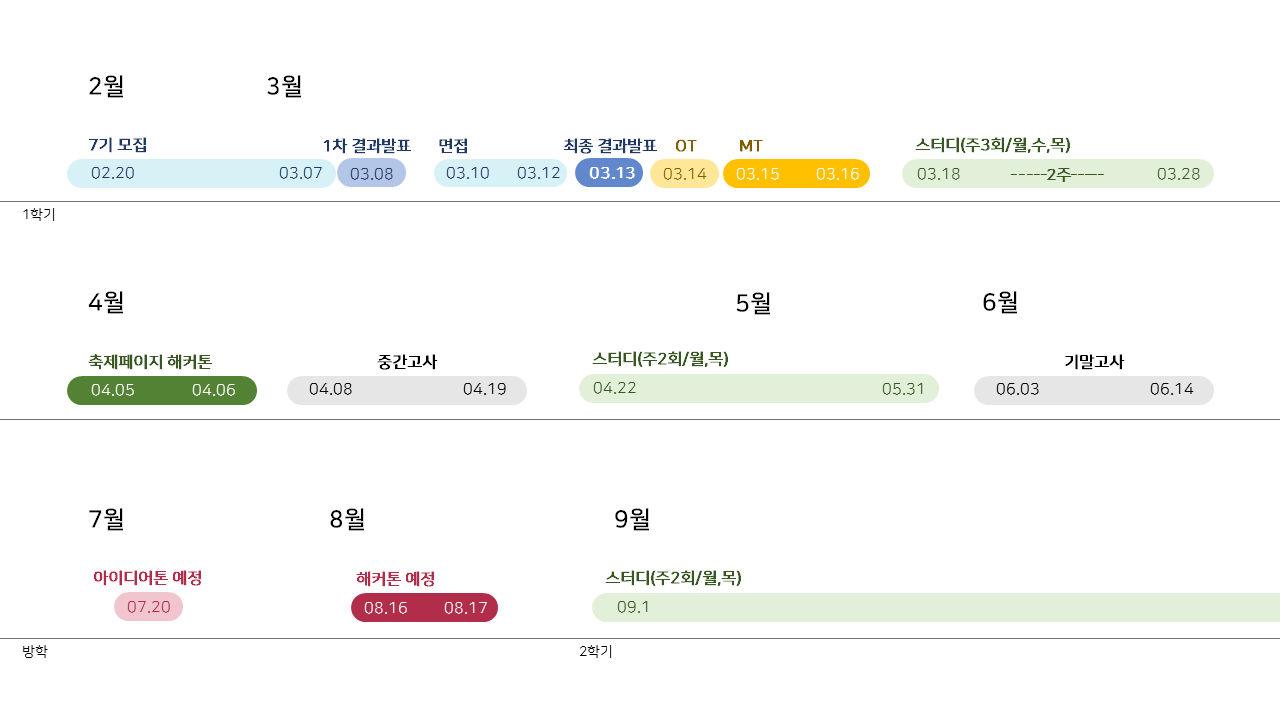 2월 3월
7기 모집 1차 결과발표 면접 최종 결과발표 OT MT 스터디(주3회/월,수,목)
02.20 03.07 03.08 03.10 03.12 03.13 03.14 03.15 03.16 03.18 -----2주----- 03.28
1학기
4월 5월 6월
축제페이지 해커톤 중간고사 스터디(주2회/월,목) 기말고사
04.05 04.06 04.08 04.19 04.22 05.31 06.03 06.14
7월 8월 9월
아이디어톤 예정 해커톤 예정 스터디(주2회/월,목)
07.20 08.16 08.17 09.1
방학 2학기